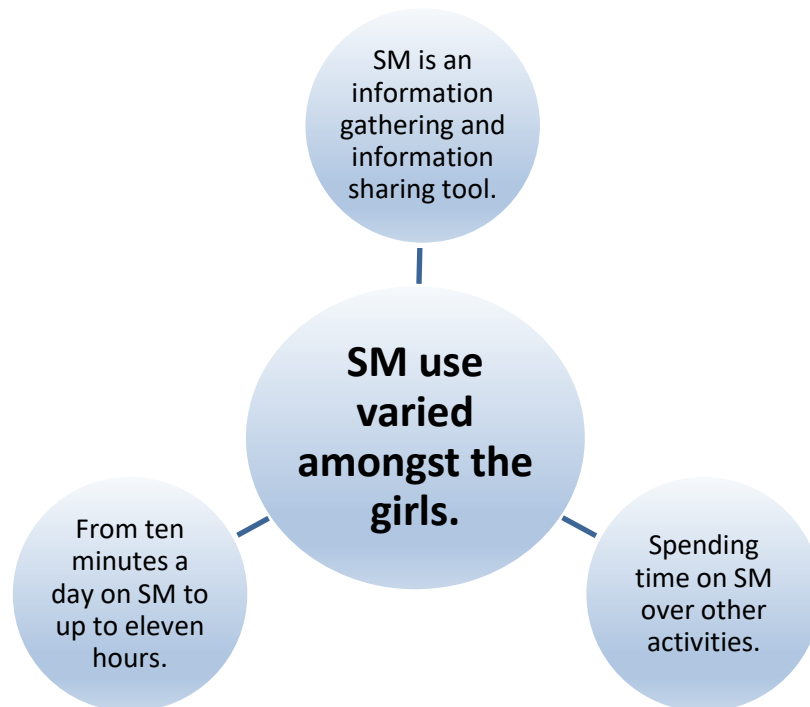 SM is an
information
gathering and
information
sharing tool.
SM use
varied
amongst the
girls.
From ten
minutes a
day on SM to
up to eleven
hours.
Spending
time on SM
over other
activities.